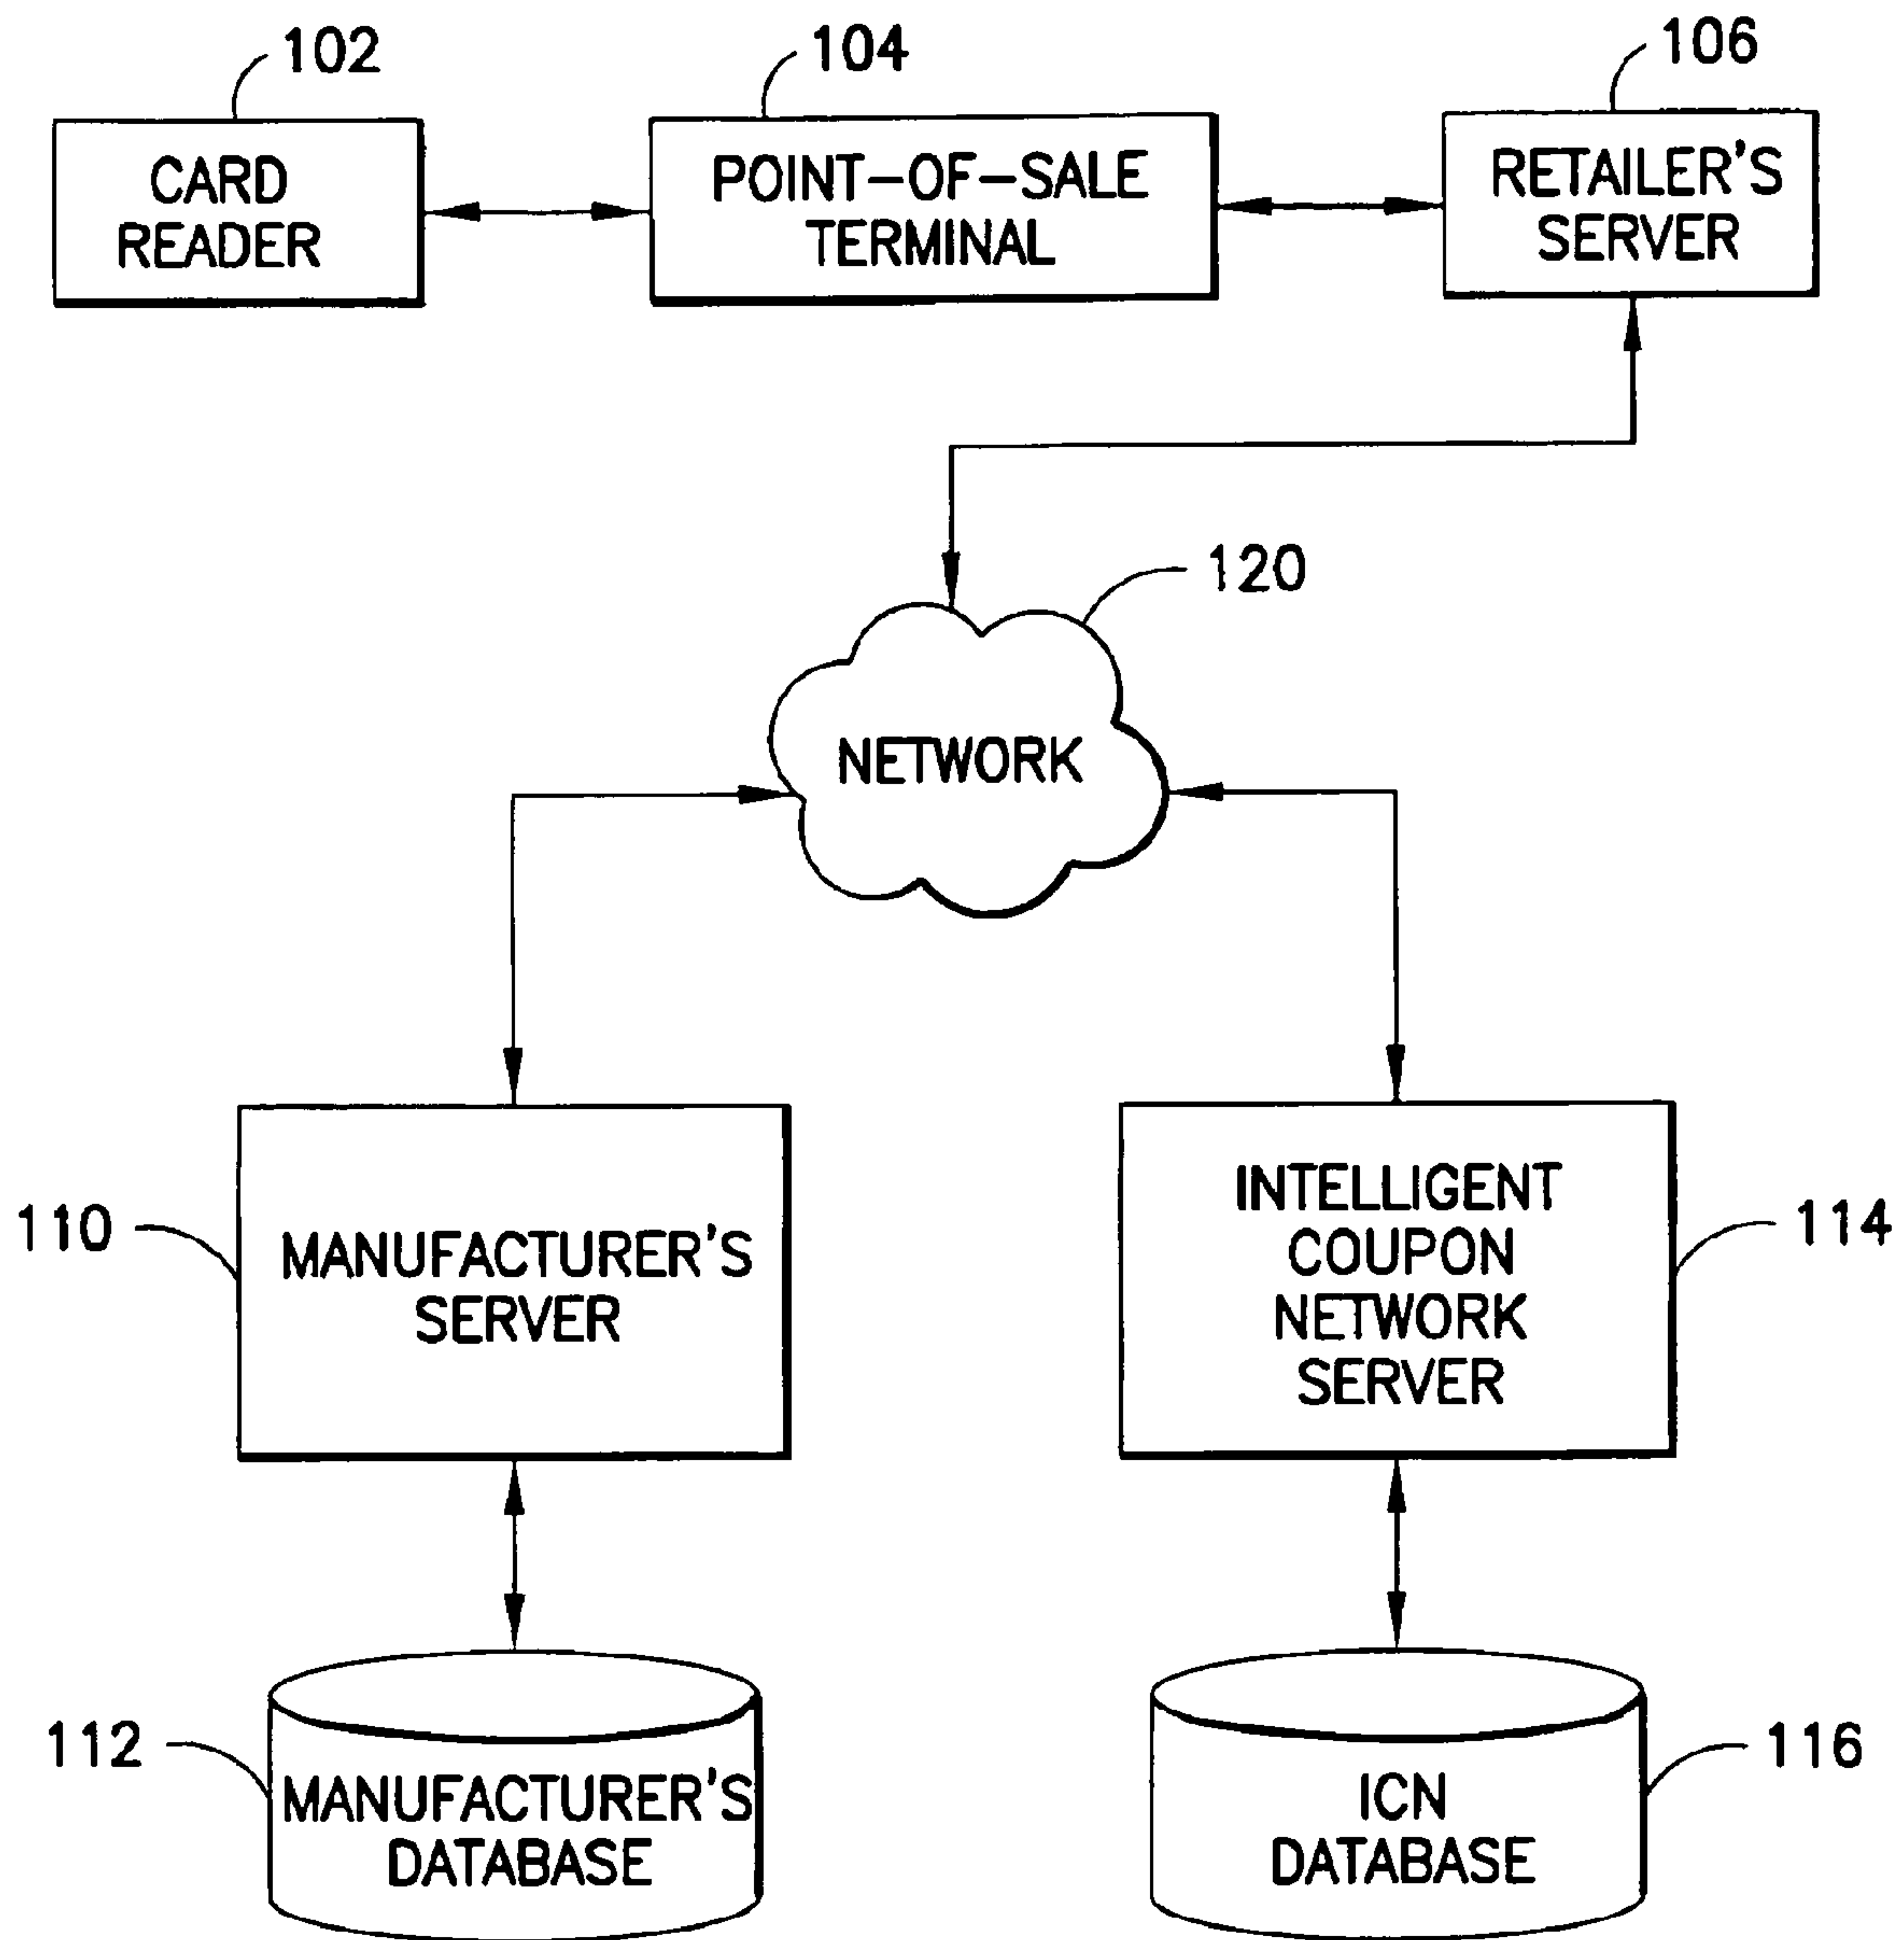 102
104
106
CARD
READER
POINT-OF-SALE
TERMINAL
RETAILER'S
SERVER
120
NETWORK
110
MANUFACTURER'S
SERVER
INTELLIGENT
COUPON
NETWORK
SERVER
114
112
MANUFACTURER'S
DATABASE
ICN
DATABASE
116